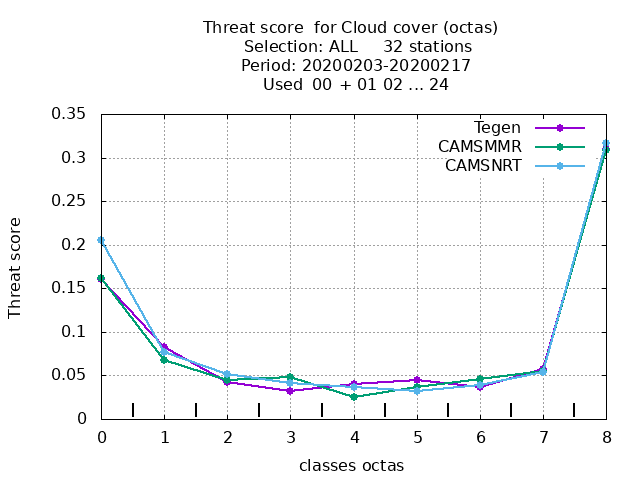 Threat score for Cloud cover (octas)
Selection: ALL 32 stations
Period: 20200203-20200217
Used 00 + 01 02 ... 24
0.35
0.3
0.25
0.2
0.15
0.1
0.05
0
Threat score
Tegen
CAMSMMR
CAMSNRT
0 1 2 3 4 5 6 7 8
classes octas